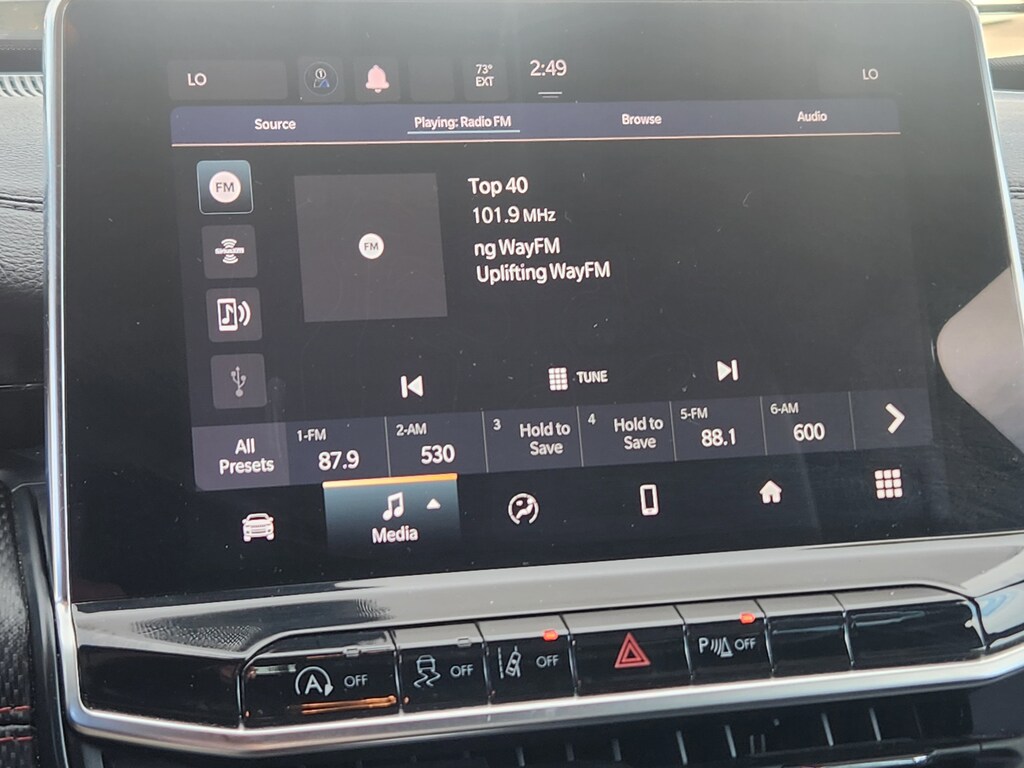 LO
73°
EXT
2:49
LO
Source
Playing: Radio FM
Browse
Audio
FM
Top 40
101.9 MHz
FM
ng WayFM
Uplifting WayFM
SiriusXM
TUNE
All
Presets
1-FM
87.9
2-AM
530
3
Hold to
Save
4
Hold to
Save
5-FM
88.1
6-AM
600
Media
A OFF
OFF
OFF
P OFF